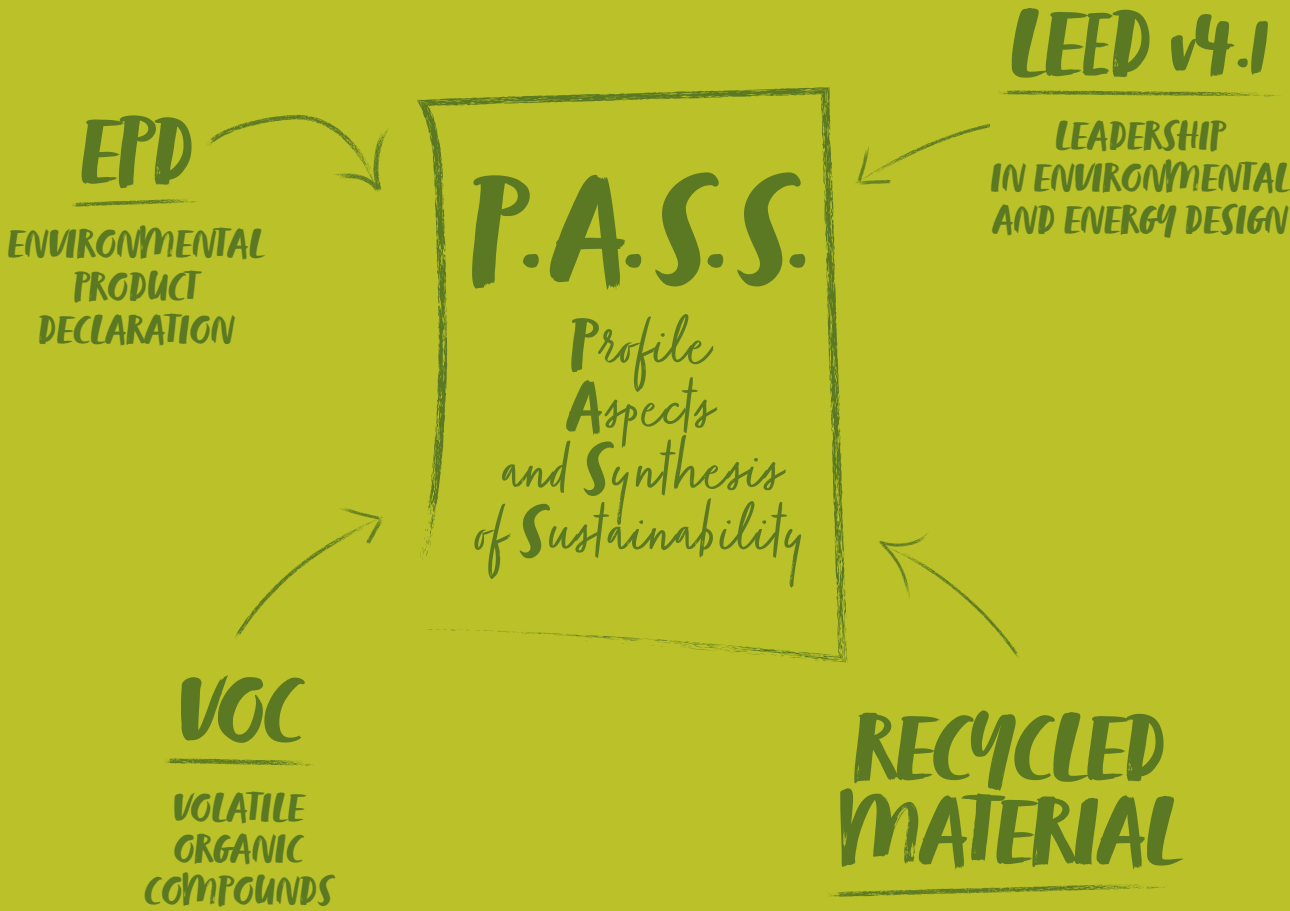 LEED v4.1
LEADERSHIP
IN ENVIRONMENTAL
AND ENERGY DESIGN
EPD
ENVIRONMENTAL
PRODUCT
DECLARATION
P.A.S.S.
Profile
Aspects
and Synthesis
of Sustainability
VOC
VOLATILE
ORGANIC
COMPOUNDS
RECYCLED
MATERIAL